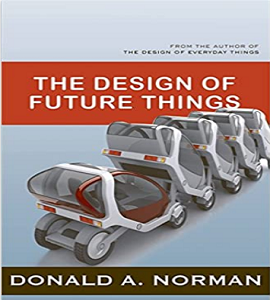 FROM THE AUTHOR OF
THE DESIGN OF EVERYDAY THINGS
THE DESIGN OF
FUTURE THINGS
DONALD A. NORMAN